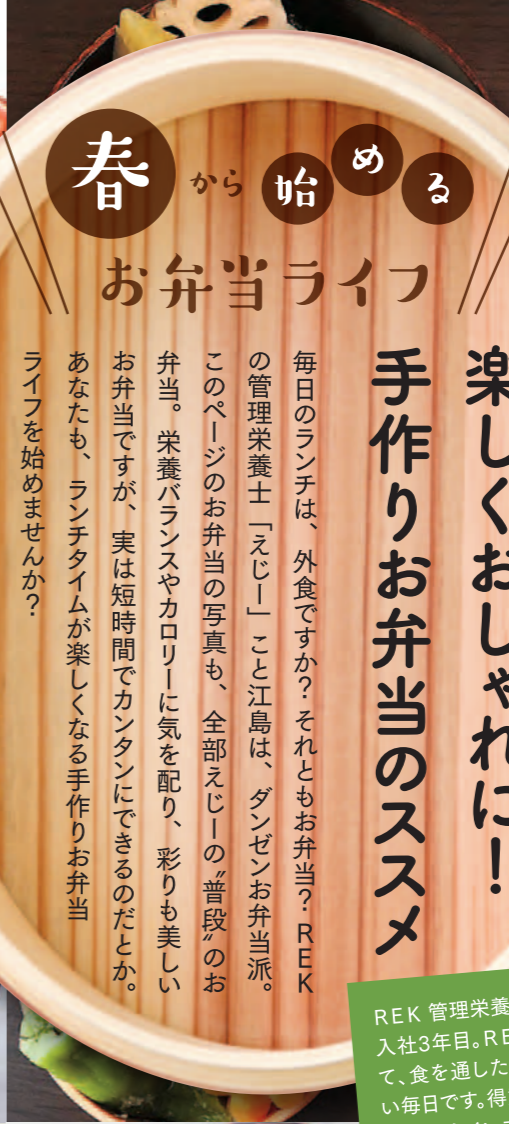 春から始める
お弁当ライフ
楽しくおしゃれに！
手作りお弁当のススメ
毎日のランチは、外食ですか？それともお弁当？REK
の管理栄養士「えじー」こと江島は、ダンゼンお弁当派。
このページのお弁当の写真も、全部えじーの〝普段〟のお
弁当。栄養バランスやカロリーに気を配り、彩りも美しい
お弁当ですが、実は短時間でカンタンにできるのだとか。
あなたも、ランチタイムが楽しくなる手作りお弁当
ライフを始めませんか？
REK 管理栄養
入社3年目。RE
て、食を通した
い毎日です。得